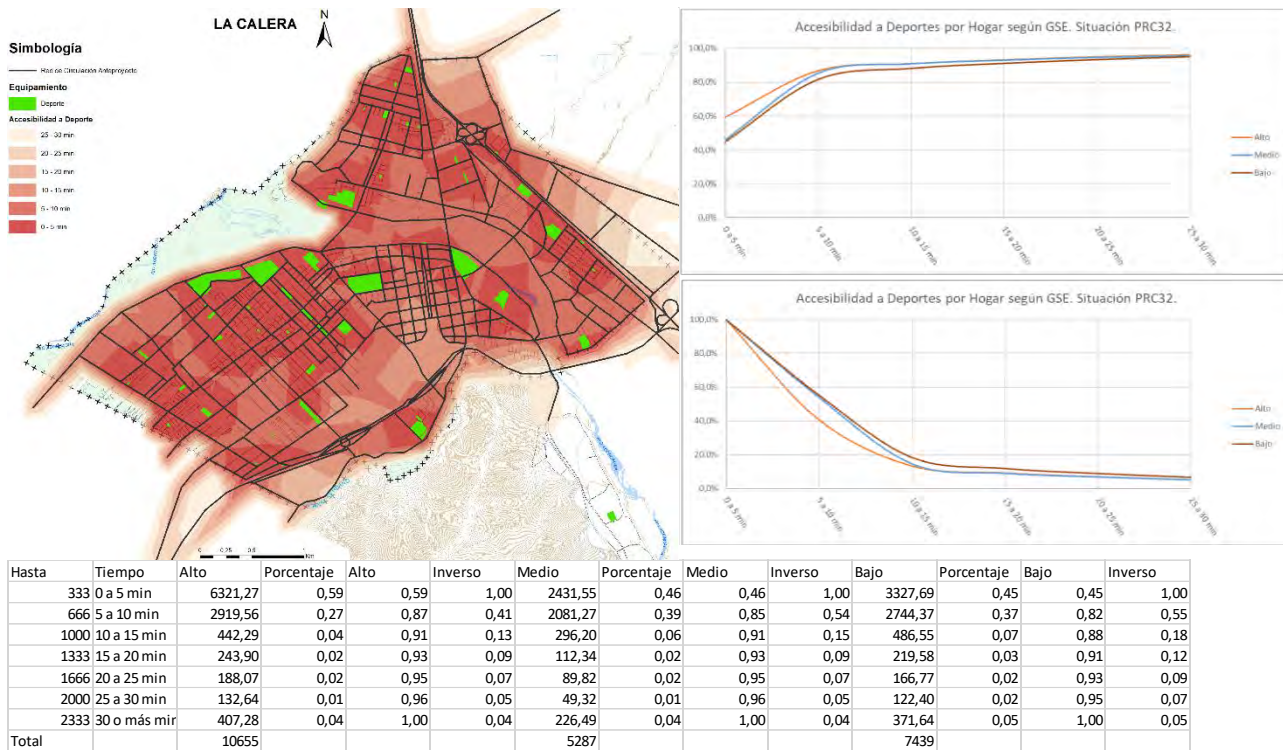 LA CALERA
N
Simbología
Red de Circulación Anteproyecto
Equipamiento
Deporte
Accesibilidad a Deporte
25 - 30 min
20 - 25 min
15 - 20 min
10 - 15 min
5 - 10 min
0 - 5 min
0 0,25 0,5 1
Km
Accesibilidad a Deportes por Hogar según GSE. Situación PRC32.
100,0%
80,0%
60,0%
40,0%
20,0%
0,0%
0 a 5 min
5 a 10 min
10 a 15 min
15 a 20 min
20 a 25 min
25 a 30 min
Alto
Medio
Bajo
Accesibilidad a Deportes por Hogar según GSE. Situación PRC32.
100,0%
80,0%
60,0%
40,0%
20,0%
0,0%
0 a 5 min
5 a 10 min
10 a 15 min
15 a 20 min
20 a 25 min
25 a 30 min
Alto
Medio
Bajo
Hasta Tiempo Alto Porcentaje Alto Inverso Medio Porcentaje Medio Inverso Bajo Porcentaje Bajo Inverso
333 0 a 5 min 6321,27 0,59 0,59 1,00 2431,55 0,46 0,46 1,00 3327,69 0,45 0,45 1,00
666 5 a 10 min 2919,56 0,27 0,87 0,41 2081,27 0,39 0,85 0,54 2744,37 0,37 0,82 0,55
1000 10 a 15 min 442,29 0,04 0,91 0,13 296,20 0,06 0,91 0,15 486,55 0,07 0,88 0,18
1333 15 a 20 min 243,90 0,02 0,93 0,09 112,34 0,02 0,93 0,09 219,58 0,03 0,91 0,12
1666 20 a 25 min 188,07 0,02 0,95 0,07 89,82 0,02 0,95 0,07 166,77 0,02 0,93 0,09
2000 25 a 30 min 132,64 0,01 0,96 0,05 49,32 0,01 0,96 0,05 122,40 0,02 0,95 0,07
2333 30 o más mir 407,28 0,04 1,00 0,04 226,49 0,04 1,00 0,04 371,64 0,05 1,00 0,05
Total 10655 5287 7439